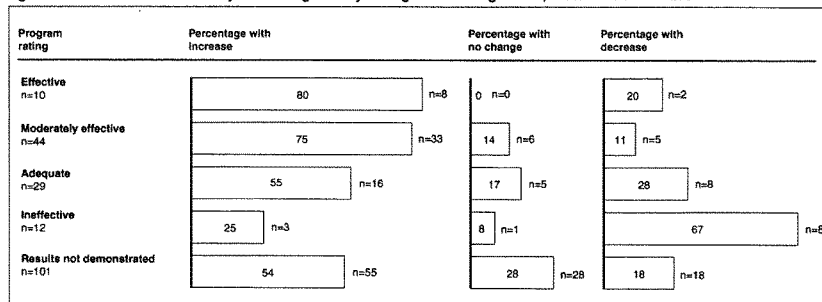 Program rating Percentage with increase Percentage with no change Percentage with decrease
Effective
n=10 80 n=8 0 n=0 20 n=2
Moderately effective
n=44 75 n=33 14 n=6 11 n=5
Adequate
n=29 55 n=16 17 n=5 28 n=8
Ineffective
n=12 25 n=3 8 n=1 67 n=8
Results not demonstrated
n=101 54 n=55 28 n=28 18 n=18